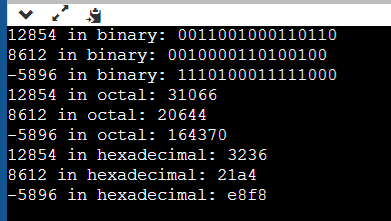 12854 in binary: 0011001000110110
8612 in binary: 0010000110100100
-5896 in binary: 1110100011111000
12854 in octal: 31066
8612 in octal: 20644
-5896 in octal: 164370
12854 in hexadecimal: 3236
8612 in hexadecimal: 21a4
-5896 in hexadecimal: e8f8